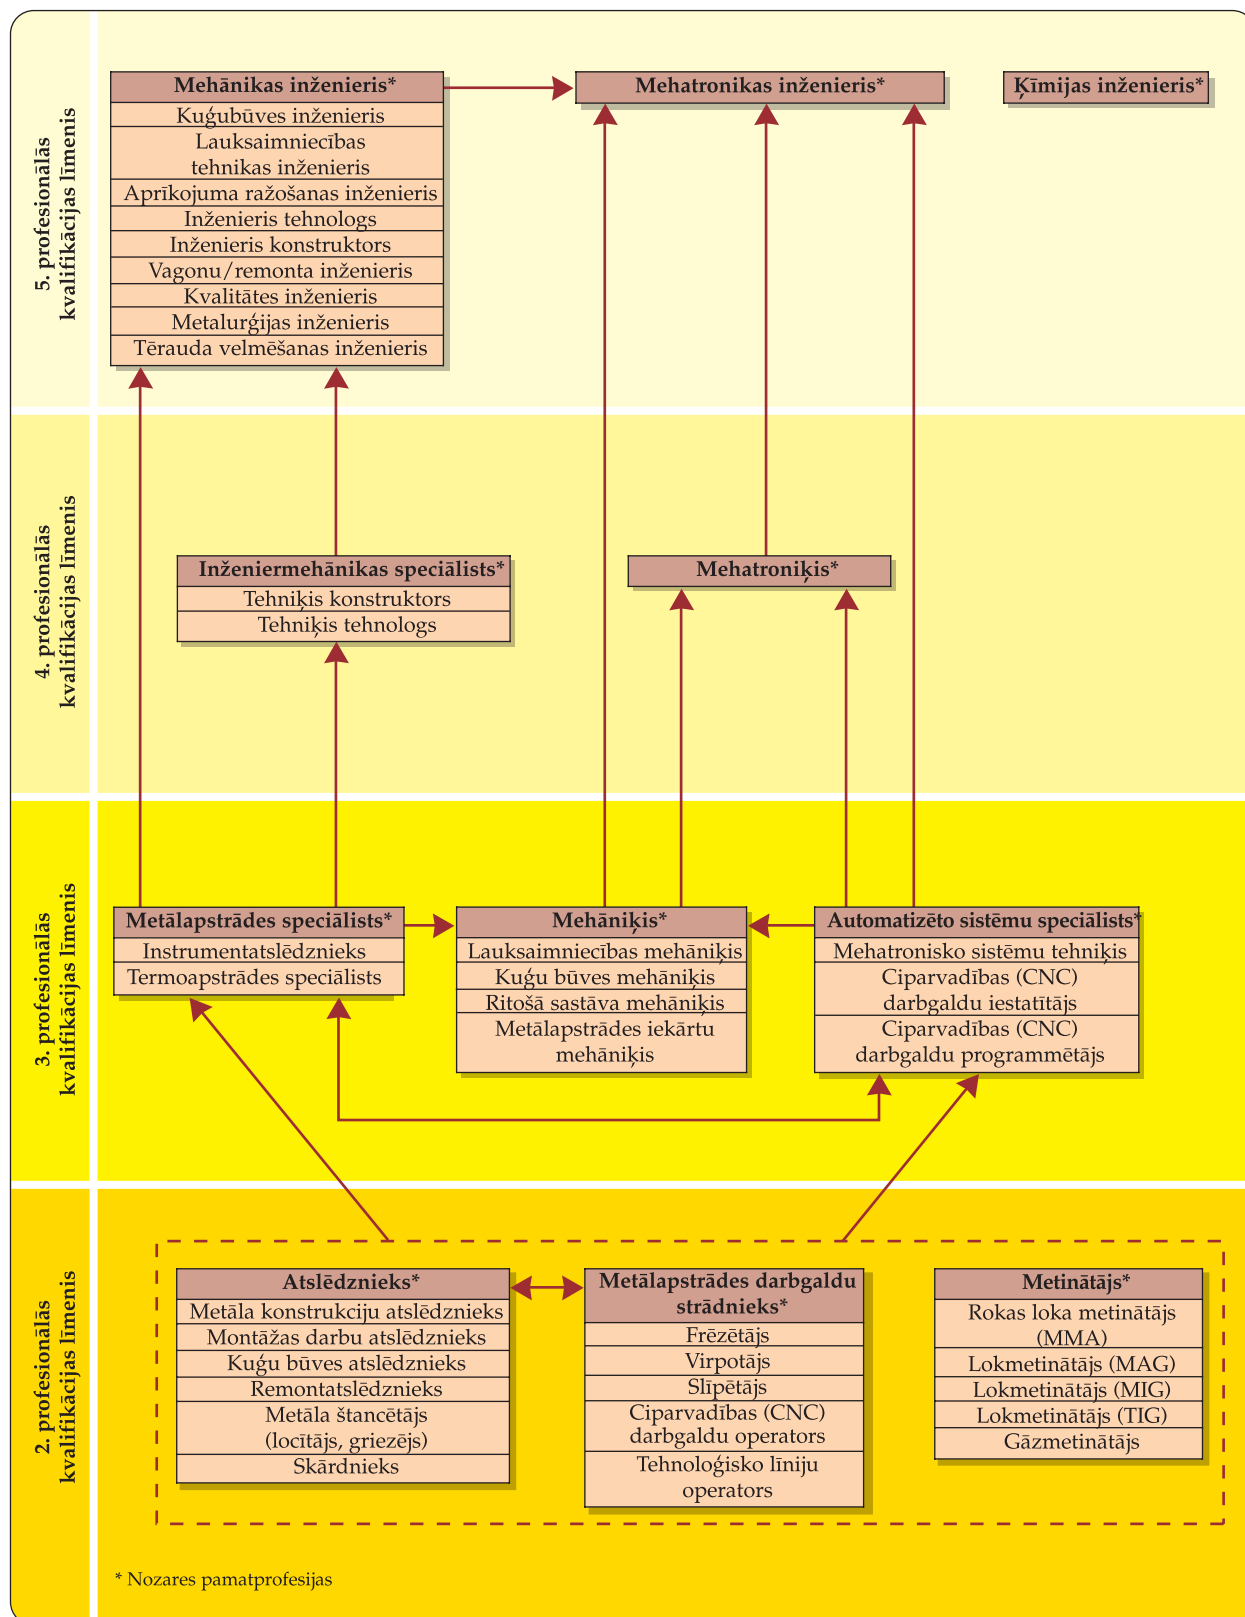 5. profesionālās
kvalifikācijas līmenis
Mehānikas inženieris*
Kuģubūves inženieris
Lauksaimniecības
tehnikas inženieris
Aprīkojuma ražošanas inženieris
Inženieris tehnologs
Inženieris konstruktors
Vagonu/remonta inženieris
Kvalitātes inženieris
Metalurģijas inženieris
Tērauda velmēšanas inženieris
Mehatronikas inženieris*
Ķīmijas inženieris*
4. profesionālās
kvalifikācijas līmenis
Inženiermehānikas speciālists*
Tehniķis konstruktors
Tehniķis tehnologs
Mehatroniķis*
3. profesionālās
kvalifikācijas līmenis
Metālapstrādes speciālists*
Instrumentatslēdznieks
Termoapstrādes speciālists
Mehāniķis*
Lauksaimniecības mehāniķis
Kuģu būves mehāniķis
Ritošā sastāva mehāniķis
Metālapstrādes iekārtu
mehāniķis
Automatizēto sistēmu speciālists*
Mehatronisko sistēmu tehniķis
Ciparvadības (CNC)
darbgaldu iestatītājs
Ciparvadības (CNC)
darbgaldu programmētājs
2. profesionālās
kvalifikācijas līmenis
Atslēdznieks*
Metāla konstrukciju atslēdznieks
Montāžas darbu atslēdznieks
Kuģu būves atslēdznieks
Remontatslēdznieks
Metāla štancētājs
(locītājs, griezējs)
Skārdnieks
Metālapstrādes darbgaldu
strādnieks*
Frēzētājs
Virpotājs
Slīpētājs
Ciparvadības (CNC)
darbgaldu operators
Tehnoloģisko līniju
operators
Metinātājs*
Rokas loka metinātājs
(MMA)
Lokmetinātājs (MAG)
Lokmetinātājs (MIG)
Lokmetinātājs (TIG)
Gāzmetinātājs
* Nozares pamatprofesijas